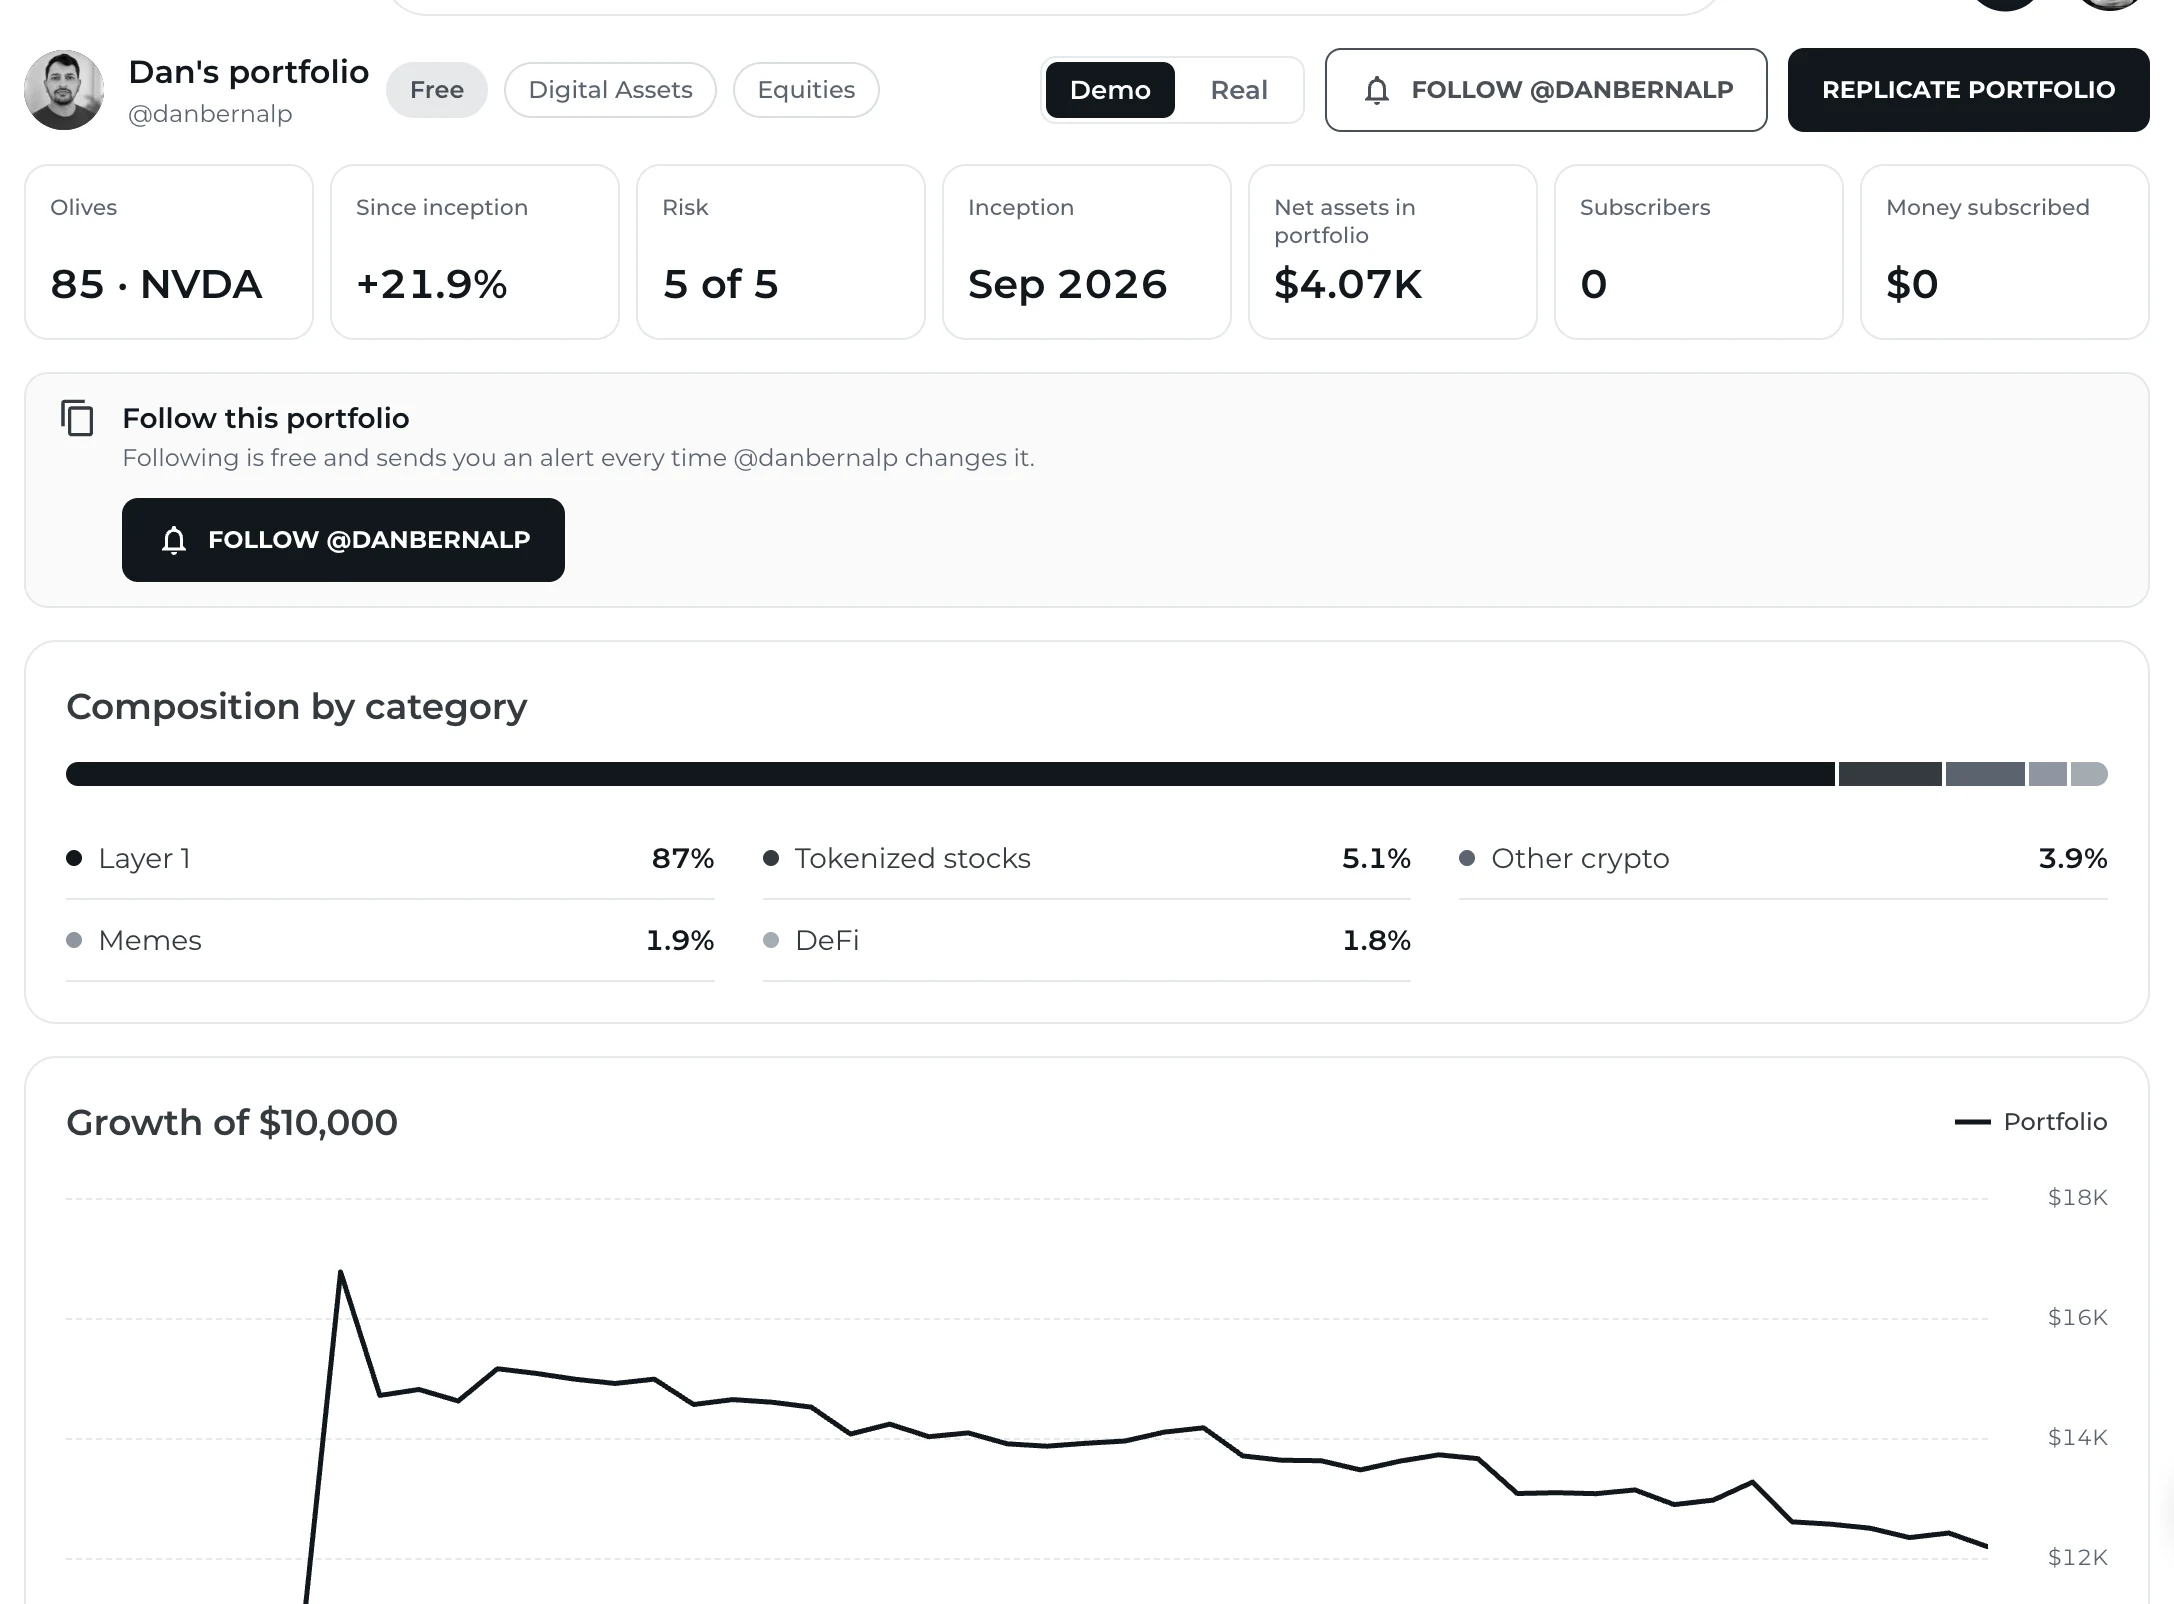 Dan's portfolio
@danbernalp
Free
Digital Assets
Equities
Demo
Real
FOLLOW @DANBERNALP
REPLICATE PORTFOLIO
Olives
85 · NVDA
Since inception
+21.9%
Risk
5 of 5
Inception
Sep 2026
Net assets in
portfolio
$4.07K
Subscribers
0
Money subscribed
$0
Follow this portfolio
Following is free and sends you an alert every time @danbernalp changes it.
FOLLOW @DANBERNALP
Composition by category
Layer 1 87%
Tokenized stocks 5.1%
Other crypto 3.9%
Memes 1.9%
DeFi 1.8%
Growth of $10,000
Portfolio
$18K
$16K
$14K
$12K